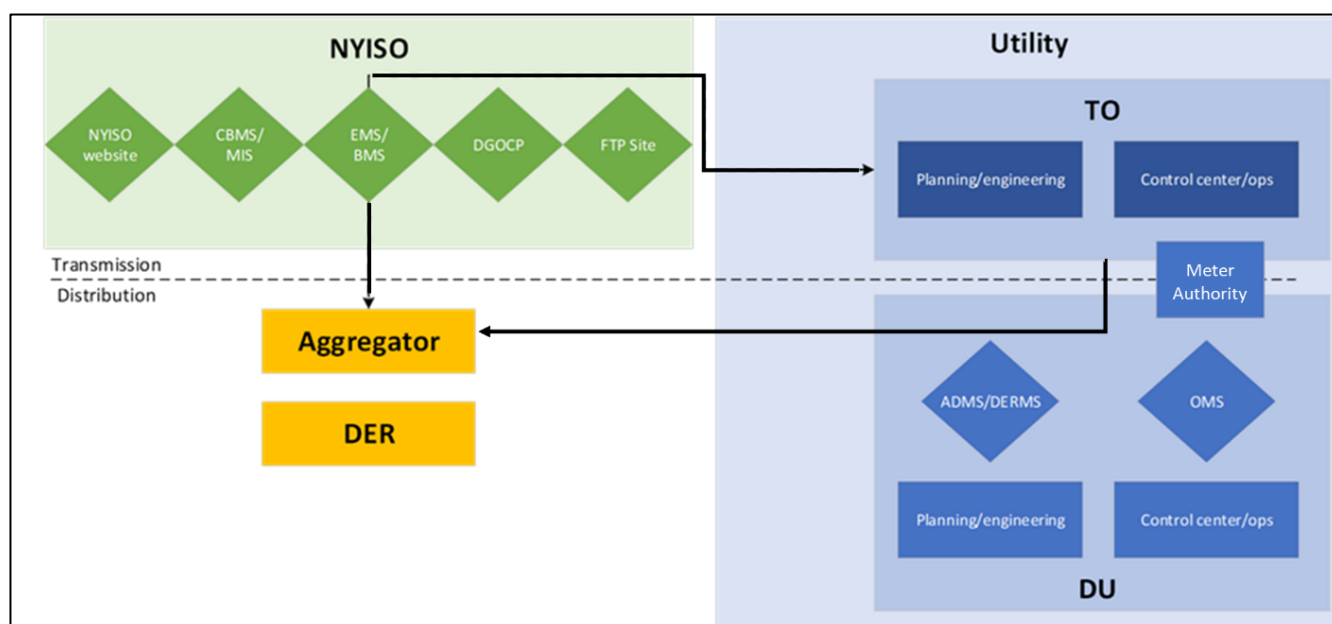 NYISO
Utility
NYISO
website
CBMS/
MIS
EMS/
BMS
DGOCP
FTP Site
TO
Planning/engineering
Control center/ops
Transmission
Distribution
Meter
Authority
Aggregator
DER
ADMS/DERMS
OMS
Planning/engineering
Control center/ops
DU